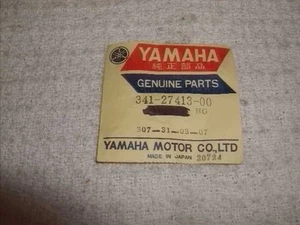 YAMAHA
純正部品
GENUINE PARTS
341-27413-00
307-31-03-07
YAMAHA MOTOR CO.,LTD
MADE IN JAPAN 20724